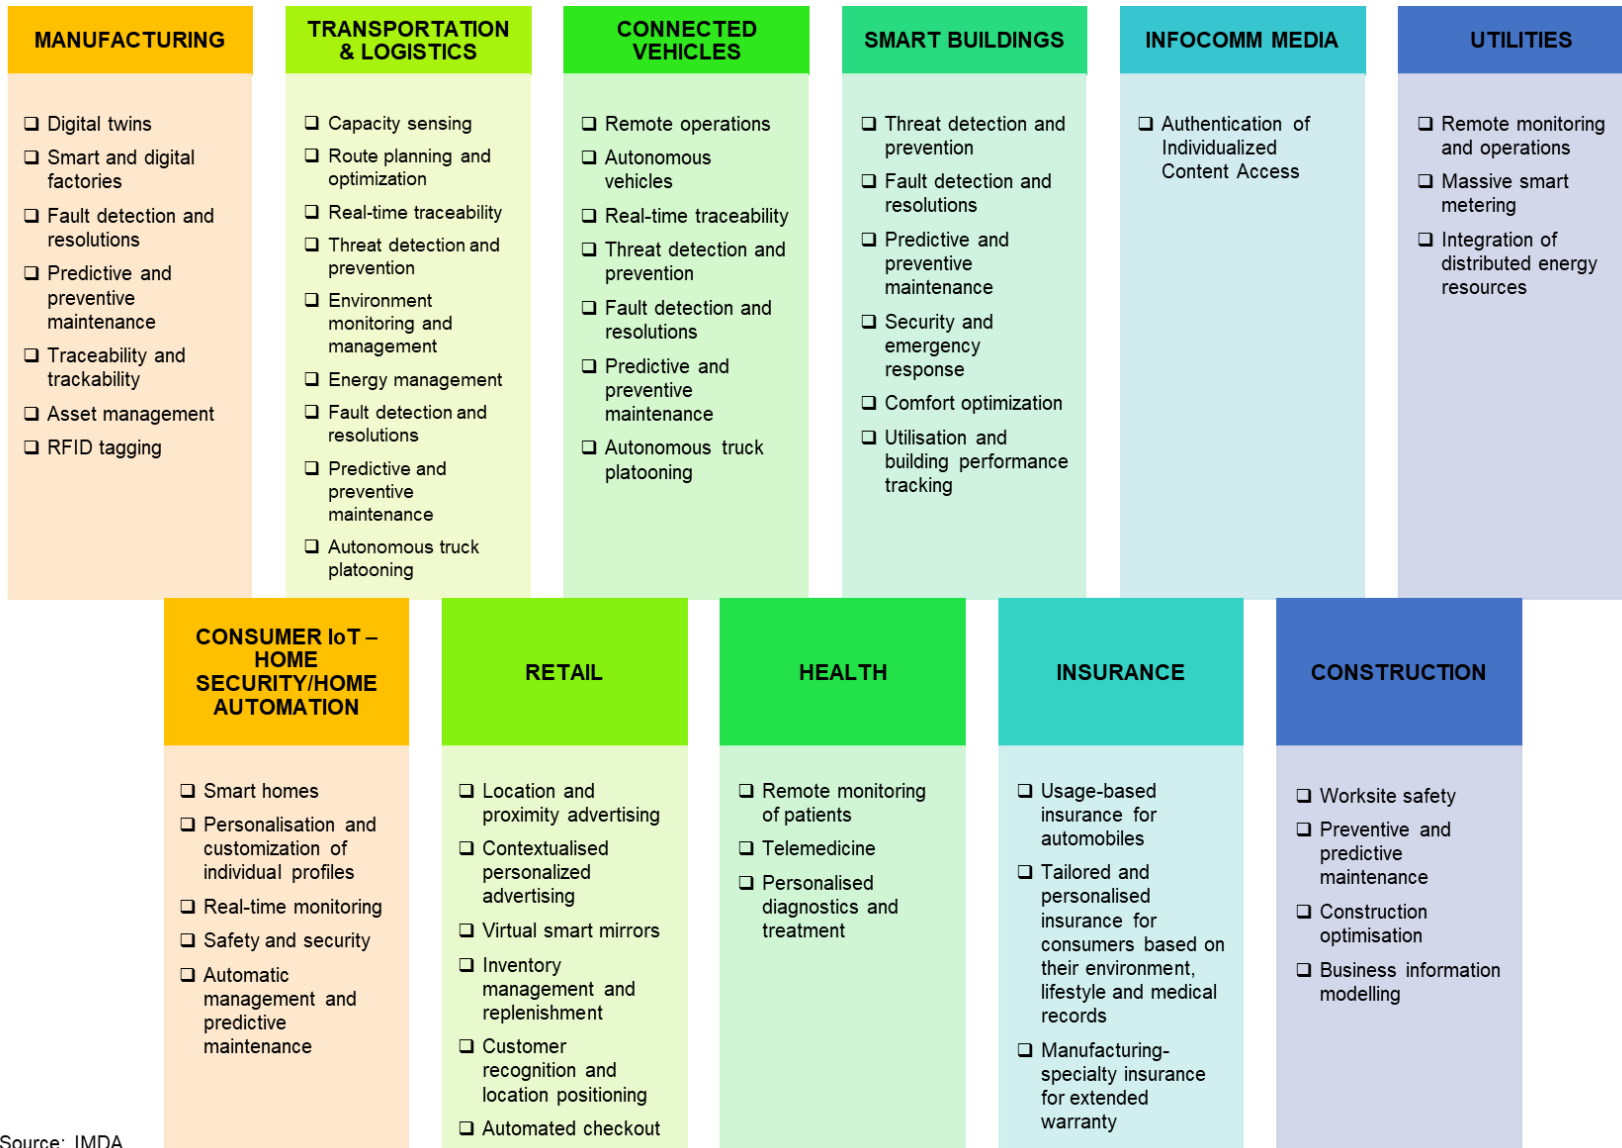 MANUFACTURING
❑ Digital twins
❑ Smart and digital
factories
❑ Fault detection and
resolutions
❑ Predictive and
preventive
maintenance
❑ Traceability and
trackability
❑ Asset management
❑ RFID tagging
TRANSPORTATION
& LOGISTICS
❑ Capacity sensing
❑ Route planning and
optimization
❑ Real-time traceability
❑ Threat detection and
prevention
❑ Environment
monitoring and
management
❑ Energy management
❑ Fault detection and
resolutions
❑ Predictive and
preventive
maintenance
❑ Autonomous truck
platooning
CONNECTED
VEHICLES
❑ Remote operations
❑ Autonomous
vehicles
❑ Real-time traceability
❑ Threat detection and
prevention
❑ Fault detection and
resolutions
❑ Predictive and
preventive
maintenance
❑ Autonomous truck
platooning
SMART BUILDINGS
❑ Threat detection and
prevention
❑ Fault detection and
resolutions
❑ Predictive and
preventive
maintenance
❑ Security and
emergency
response
❑ Comfort optimization
❑ Utilisation and
building performance
tracking
INFOCOMM MEDIA
❑ Authentication of
Individualized
Content Access
UTILITIES
❑ Remote monitoring
and operations
❑ Massive smart
metering
❑ Integration of
distributed energy
resources
CONSUMER IoT –
HOME
SECURITY/HOME
AUTOMATION
❑ Smart homes
❑ Personalisation and
customization of
individual profiles
❑ Real-time monitoring
❑ Safety and security
❑ Automatic
management and
predictive
maintenance
RETAIL
❑ Location and
proximity advertising
❑ Contextualised
personalized
advertising
❑ Virtual smart mirrors
❑ Inventory
management and
replenishment
❑ Customer
recognition and
location positioning
❑ Automated checkout
HEALTH
❑ Remote monitoring
of patients
❑ Telemedicine
❑ Personalised
diagnostics and
treatment
INSURANCE
❑ Usage-based
insurance for
automobiles
❑ Tailored and
personalised
insurance for
consumers based on
their environment,
lifestyle and medical
records
❑ Manufacturing-
specialty insurance
for extended
warranty
CONSTRUCTION
❑ Worksite safety
❑ Preventive and
predictive
maintenance
❑ Construction
optimisation
❑ Business information
modelling
Source: IMDA